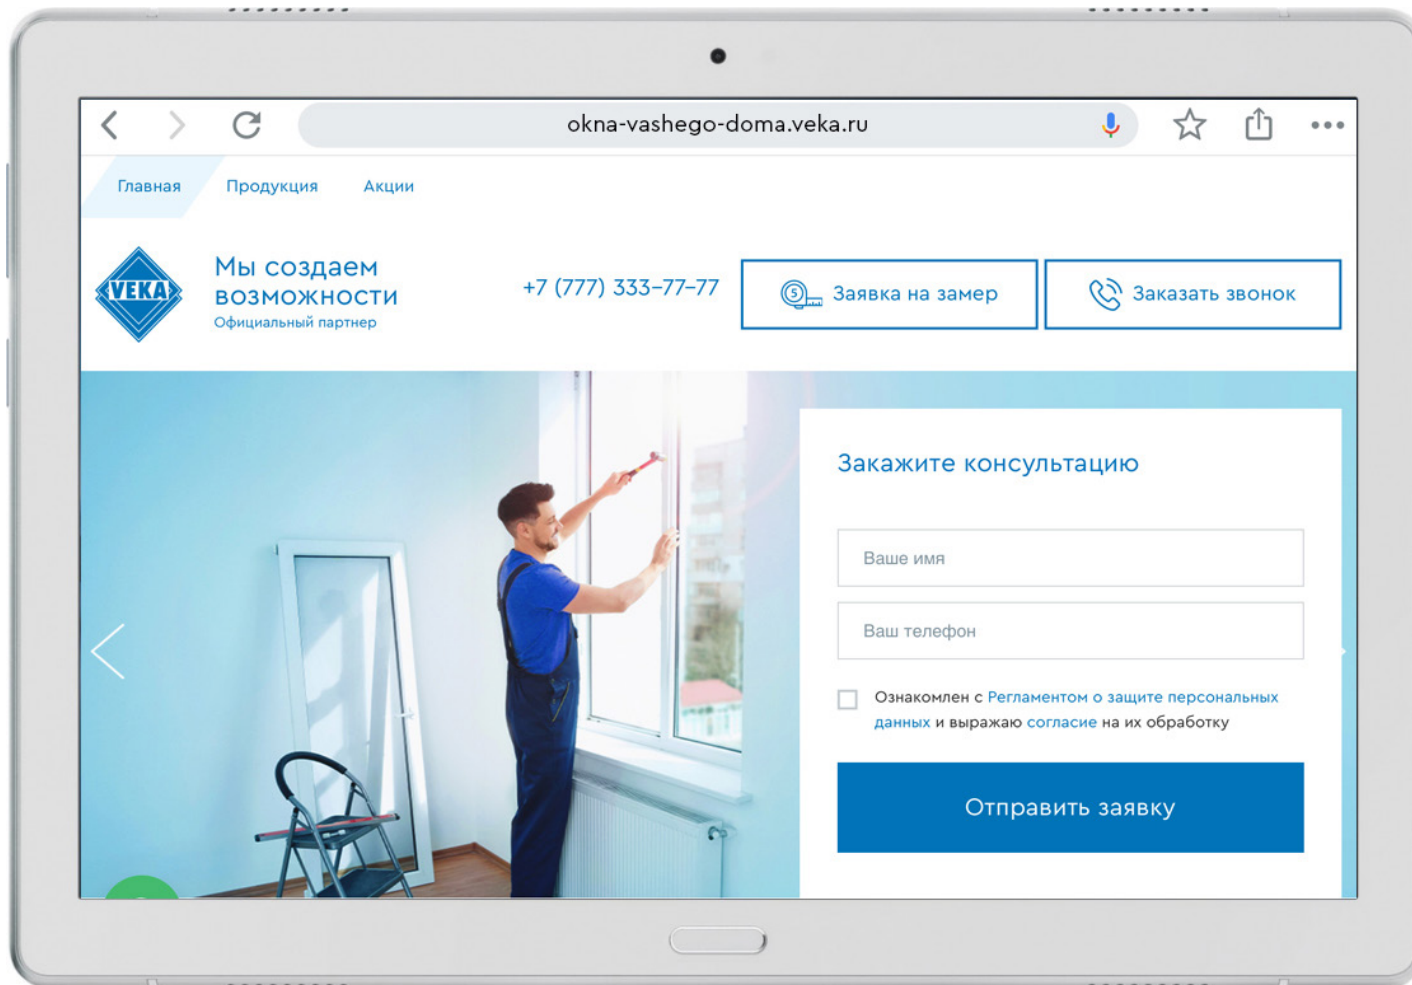 okna-vashego-doma.veka.ru
Главная Продукция Акции
VEKA
Мы создаем
возможности
Официальный партнер
+7 (777) 333-77-77
5
Заявка на замер
Заказать звонок
Закажите консультацию
Ваше имя
Ваш телефон
Ознакомлен с Регламентом о защите персональных
данных и выражаю согласие на их обработку
Отправить заявку